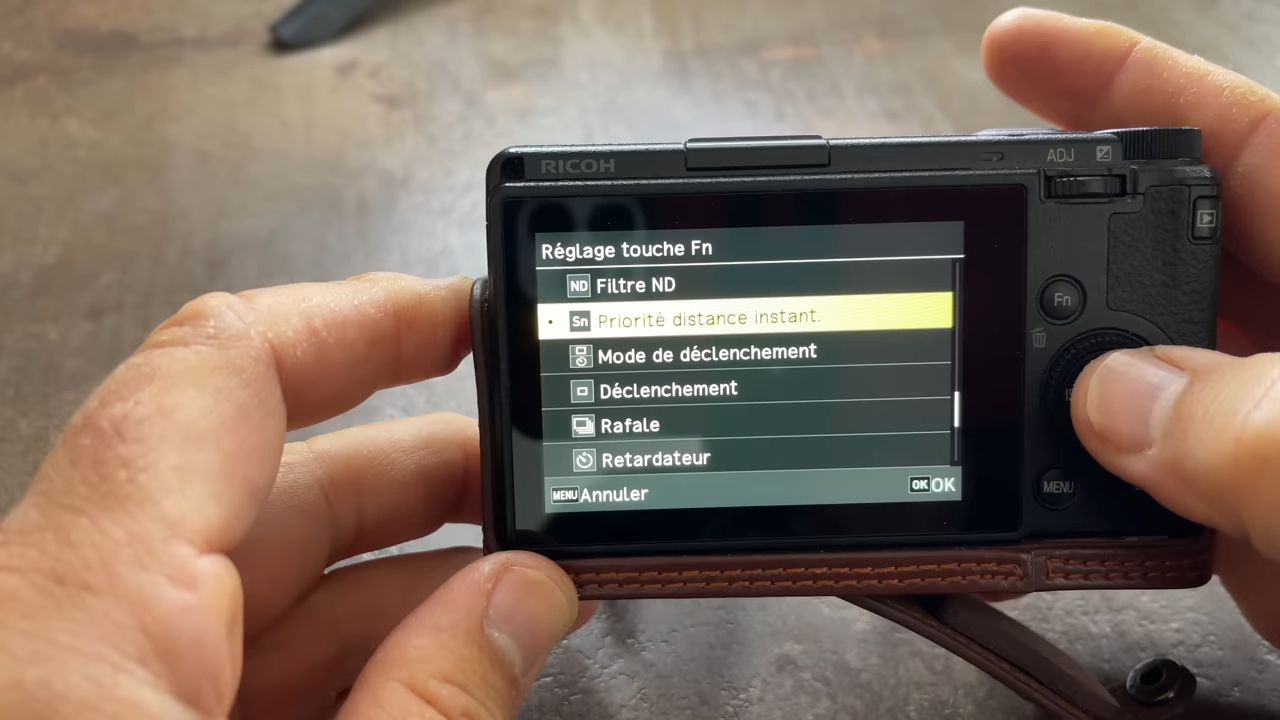 RICOH
ADJ
Réglage touche Fn
ND Filtre ND
Sn Priorité distance instant.
Mode de déclenchement
Déclenchement
Rafale
Retardateur
MENU Annuler
OK OK
Fn
MENU